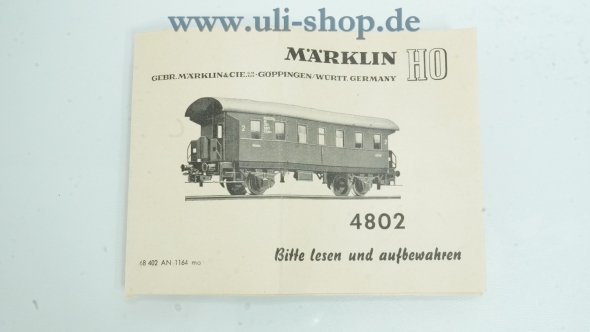 www.uli-shop.de
MÄRKLIN HO
GEBR. MÄRKLIN & CIE. GÖPPINGEN/WÜRTT. GERMANY
2
4802
Bitte lesen und aufbewahren
68 402 AN 1164 mo